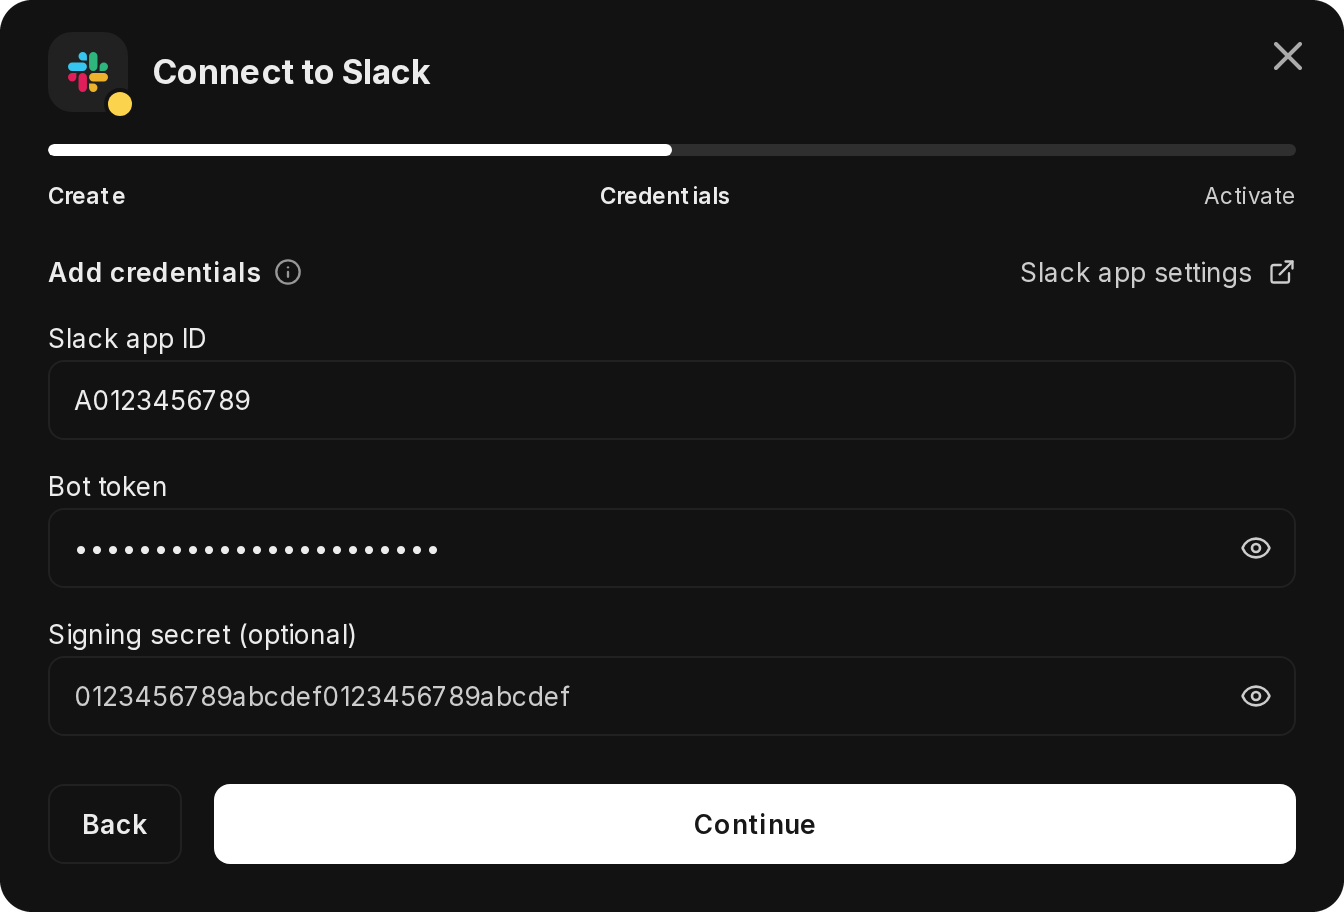 Connect to Slack
Create Credentials Activate
Add credentials Slack app settings
Slack app ID
A0123456789
Bot token
•••••••••••••••••••••••
Signing secret (optional)
0123456789abcdef0123456789abcdef
Back Continue